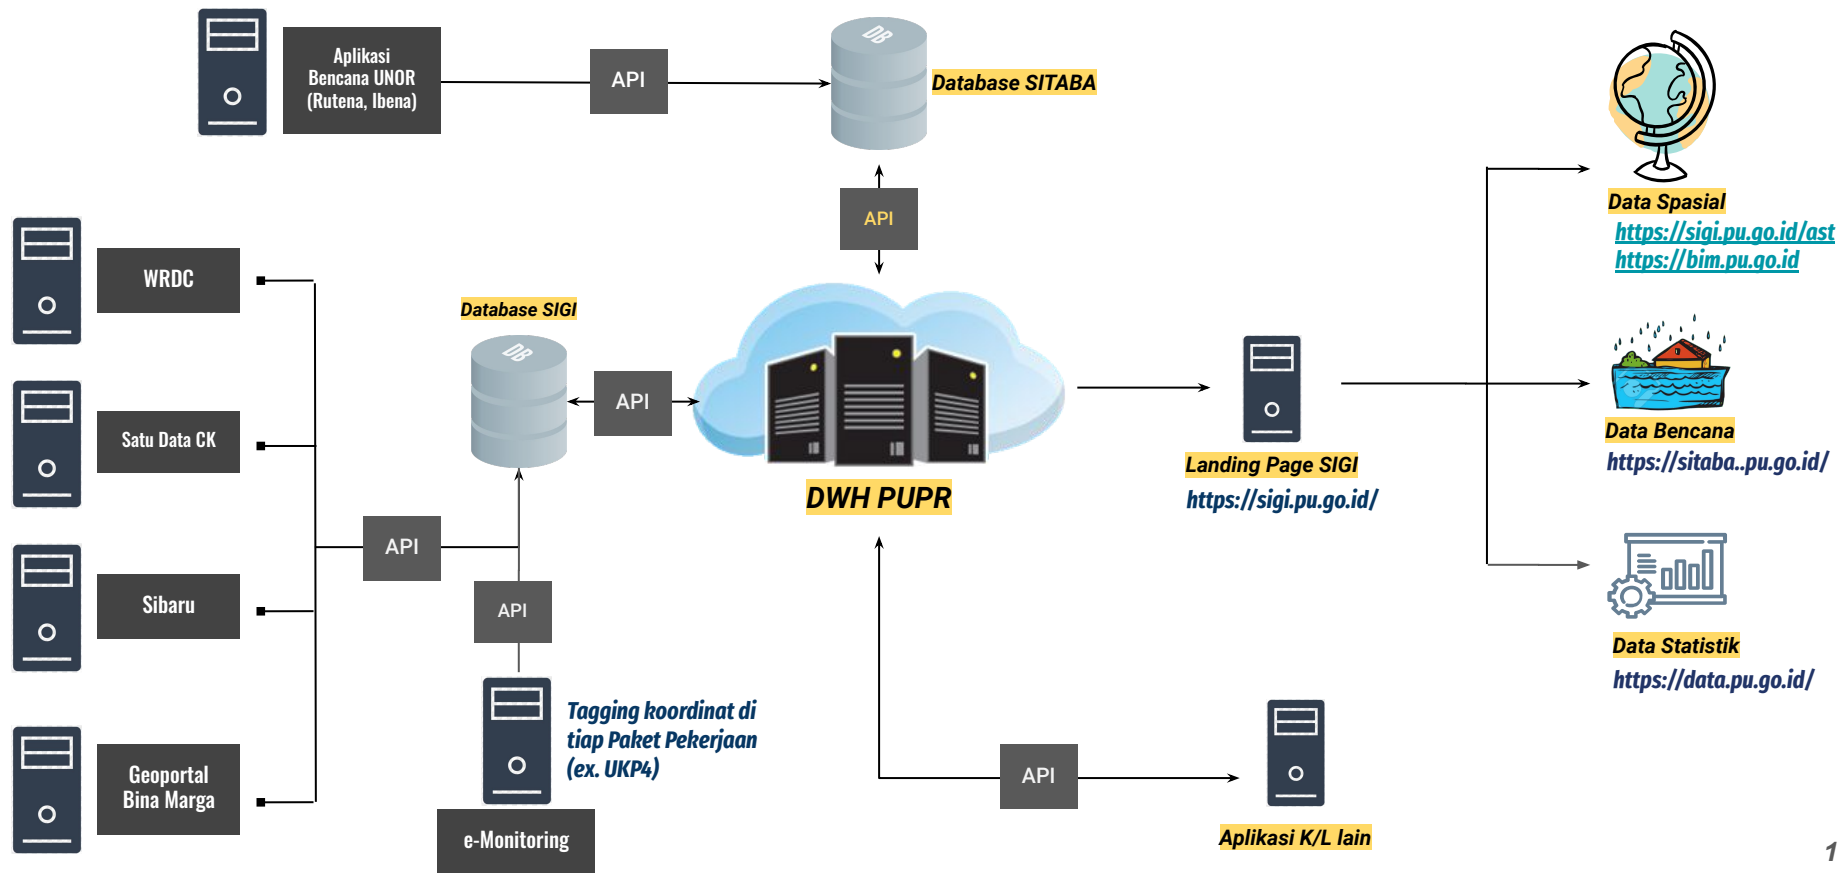 Aplikasi
Bencana UNOR
(Rutena, Ibena)
API
DB
Database SITABA
API
WRDC
Satu Data CK
Sibaru
Geoportal
Bina Marga
API
Database SIGI
DB
API
API
e-Monitoring
Tagging koordinat di
tiap Paket Pekerjaan
(ex. UKP4)
DWH PUPR
Landing Page SIGI
https://sigi.pu.go.id/
API
Aplikasi K/L lain
Data Spasial
https://sigi.pu.go.id/ast
https://bim.pu.go.id
Data Bencana
https://sitaba..pu.go.id/
Data Statistik
https://data.pu.go.id/
1